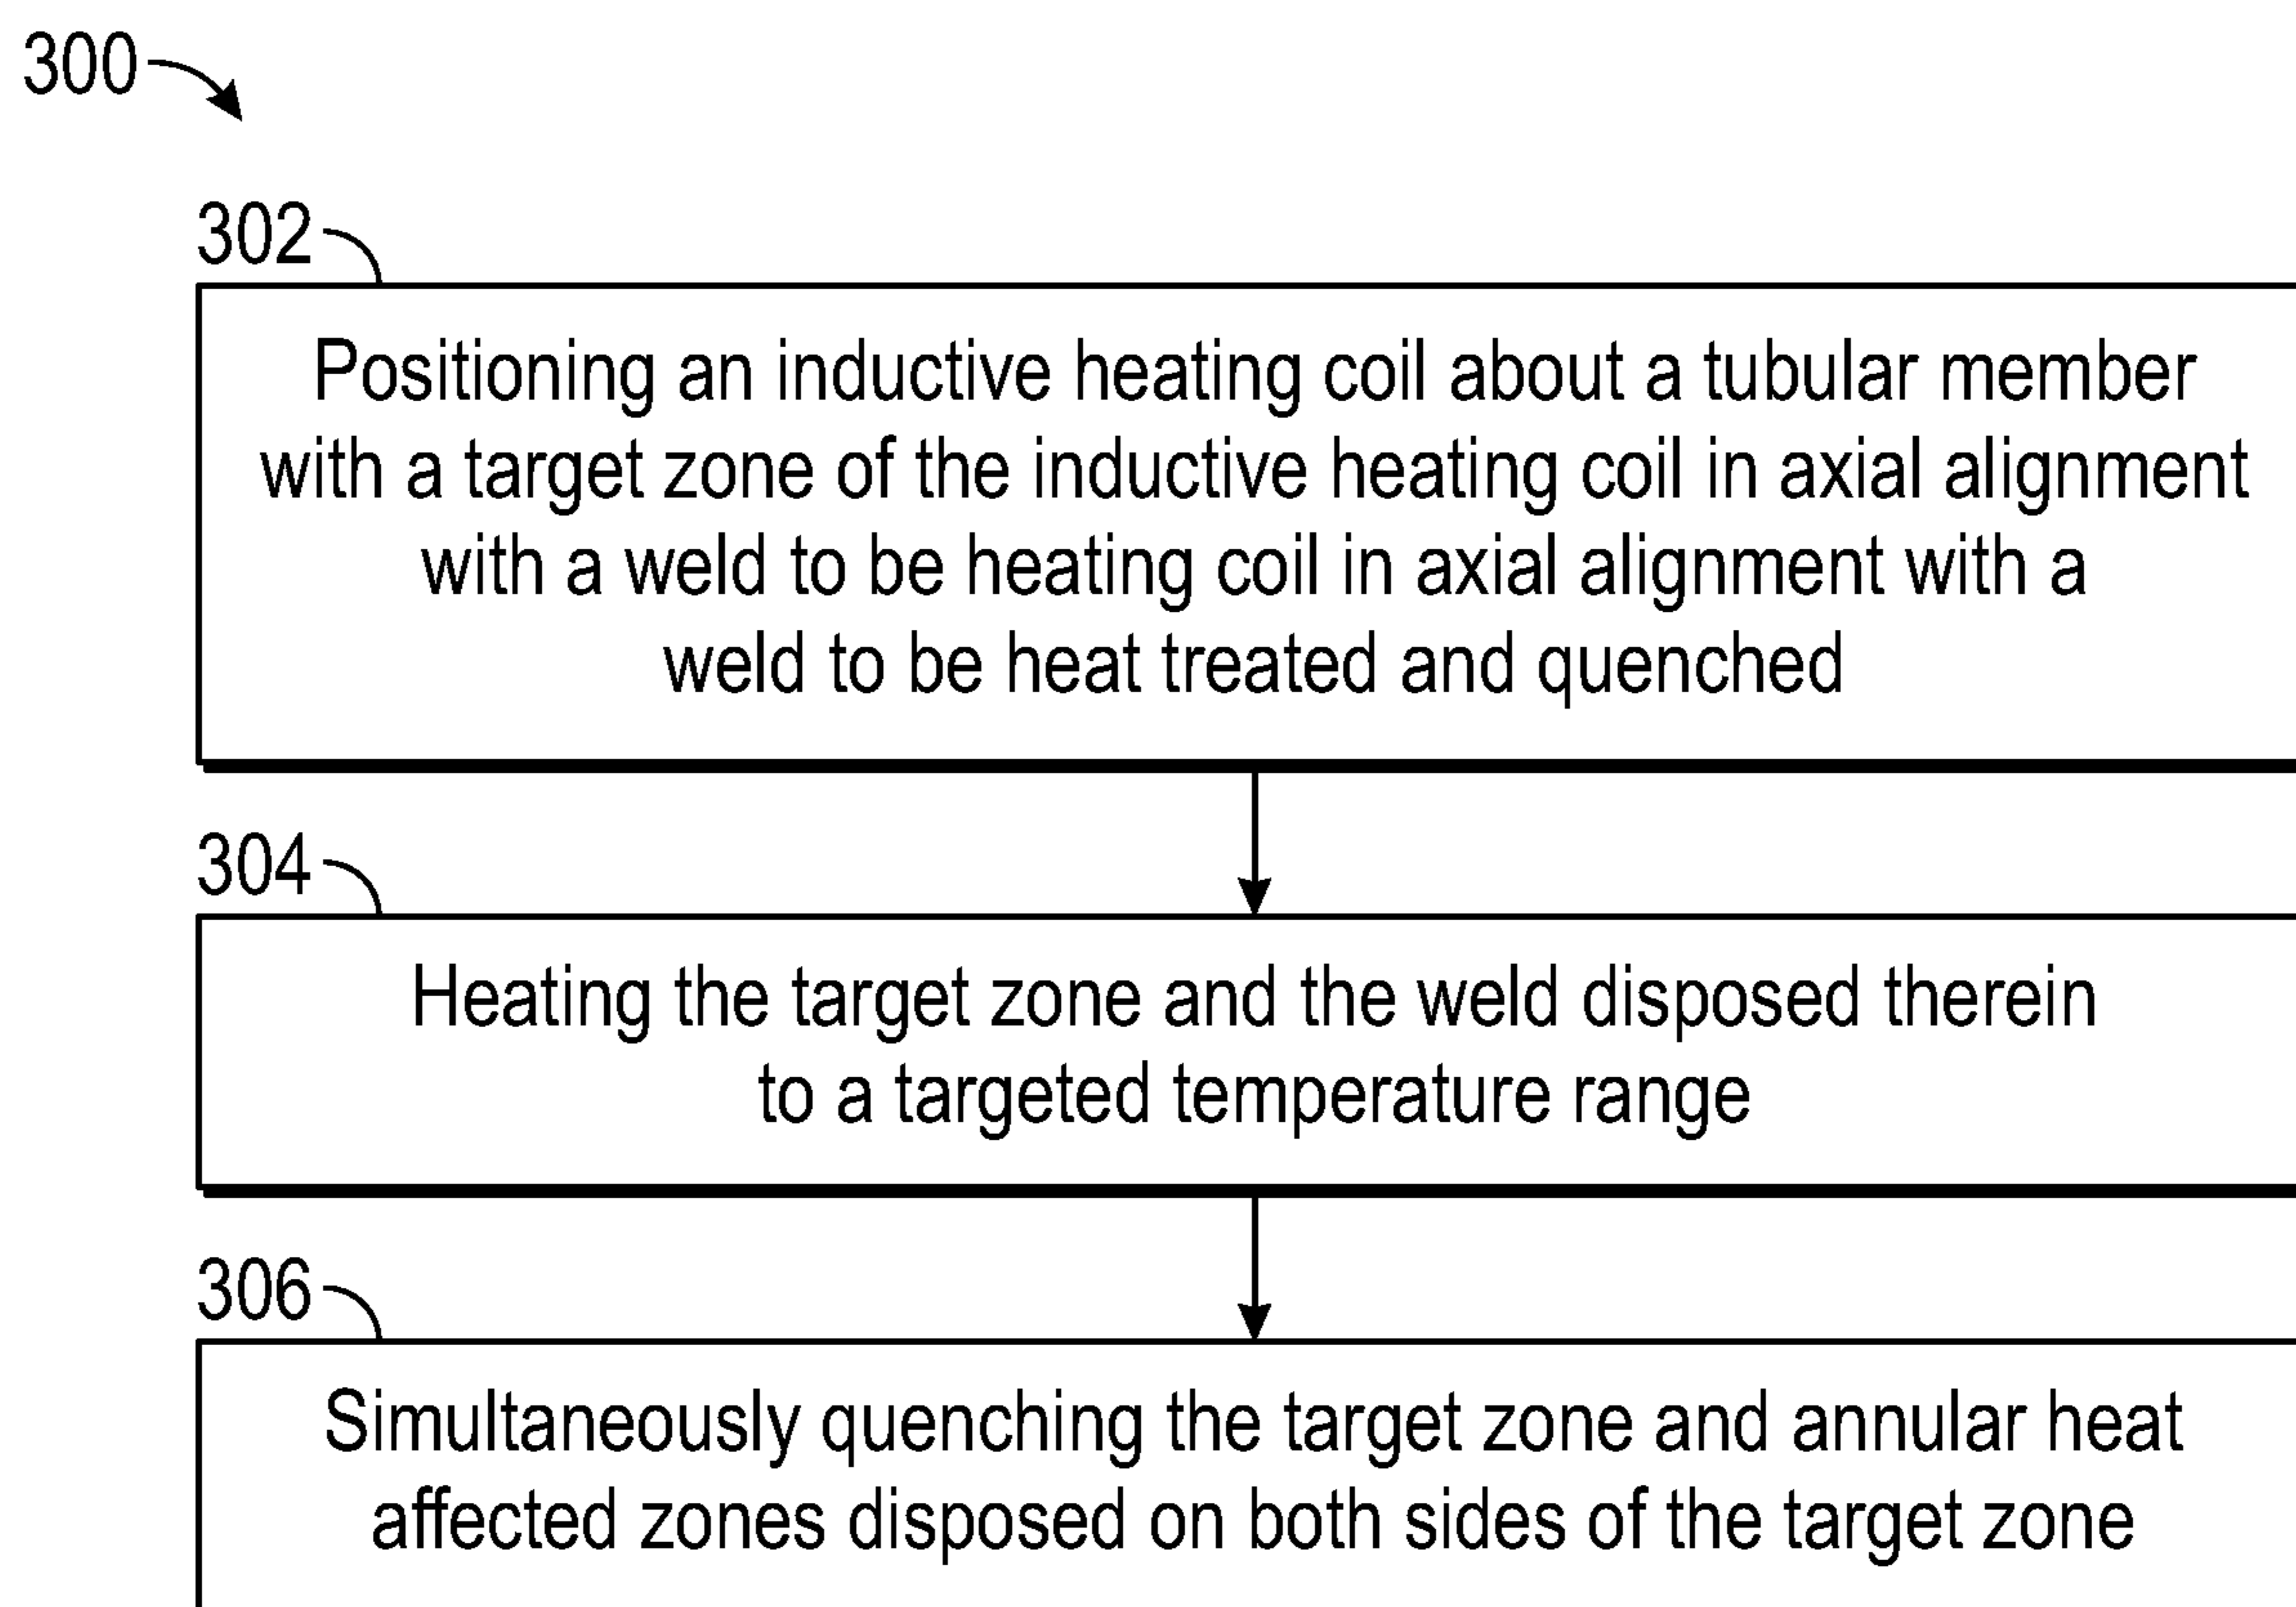 300
302
Positioning an inductive heating coil about a tubular member
with a target zone of the inductive heating coil in axial alignment
with a weld to be heating coil in axial alignment with a
weld to be heat treated and quenched
304
Heating the target zone and the weld disposed therein
to a targeted temperature range
306
Simultaneously quenching the target zone and annular heat
affected zones disposed on both sides of the target zone